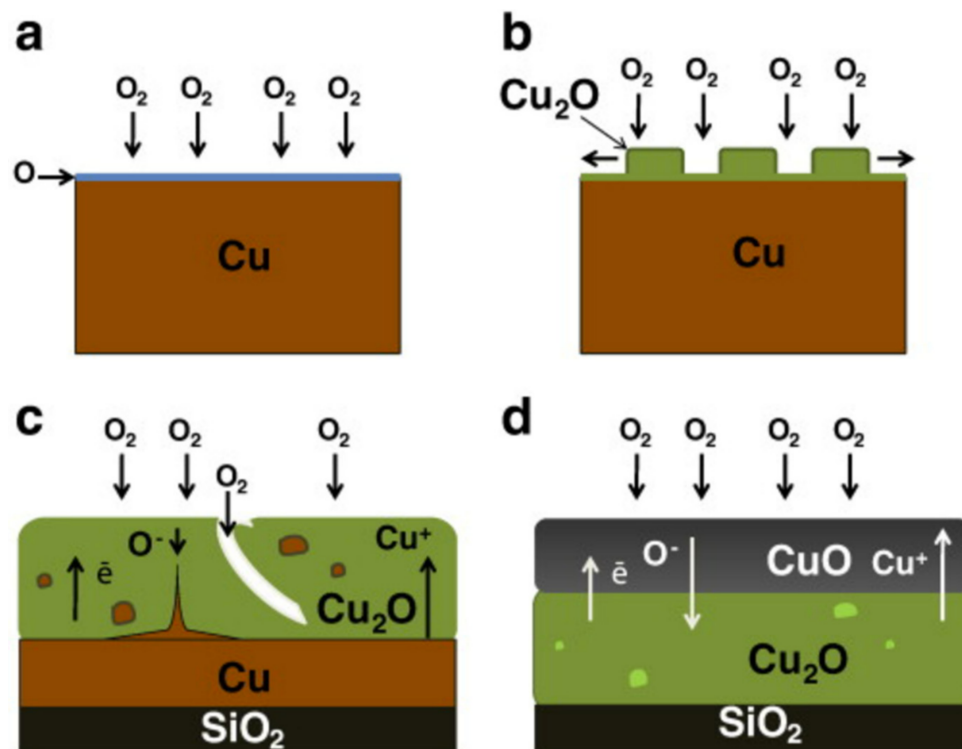 a
O₂ O₂ O₂ O₂
O
Cu
b
O₂ O₂ O₂ O₂
Cu₂O
Cu
c
O₂ O₂ O₂
O₂
O⁻ Cu⁺
ē
Cu₂O
Cu
SiO₂
d
O₂ O₂ O₂ O₂
O⁻ CuO Cu⁺
ē
Cu₂O
SiO₂